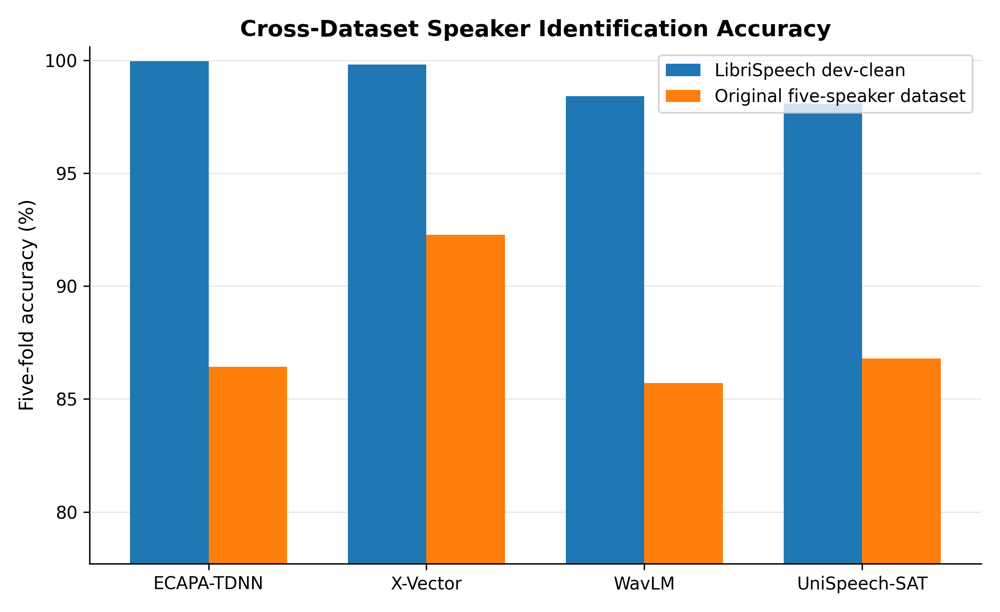 Cross-Dataset Speaker Identification Accuracy
100
95
90
85
80
Five-fold accuracy (%)
LibriSpeech dev-clean
Original five-speaker dataset
ECAPA-TDNN
X-Vector
WavLM
UniSpeech-SAT